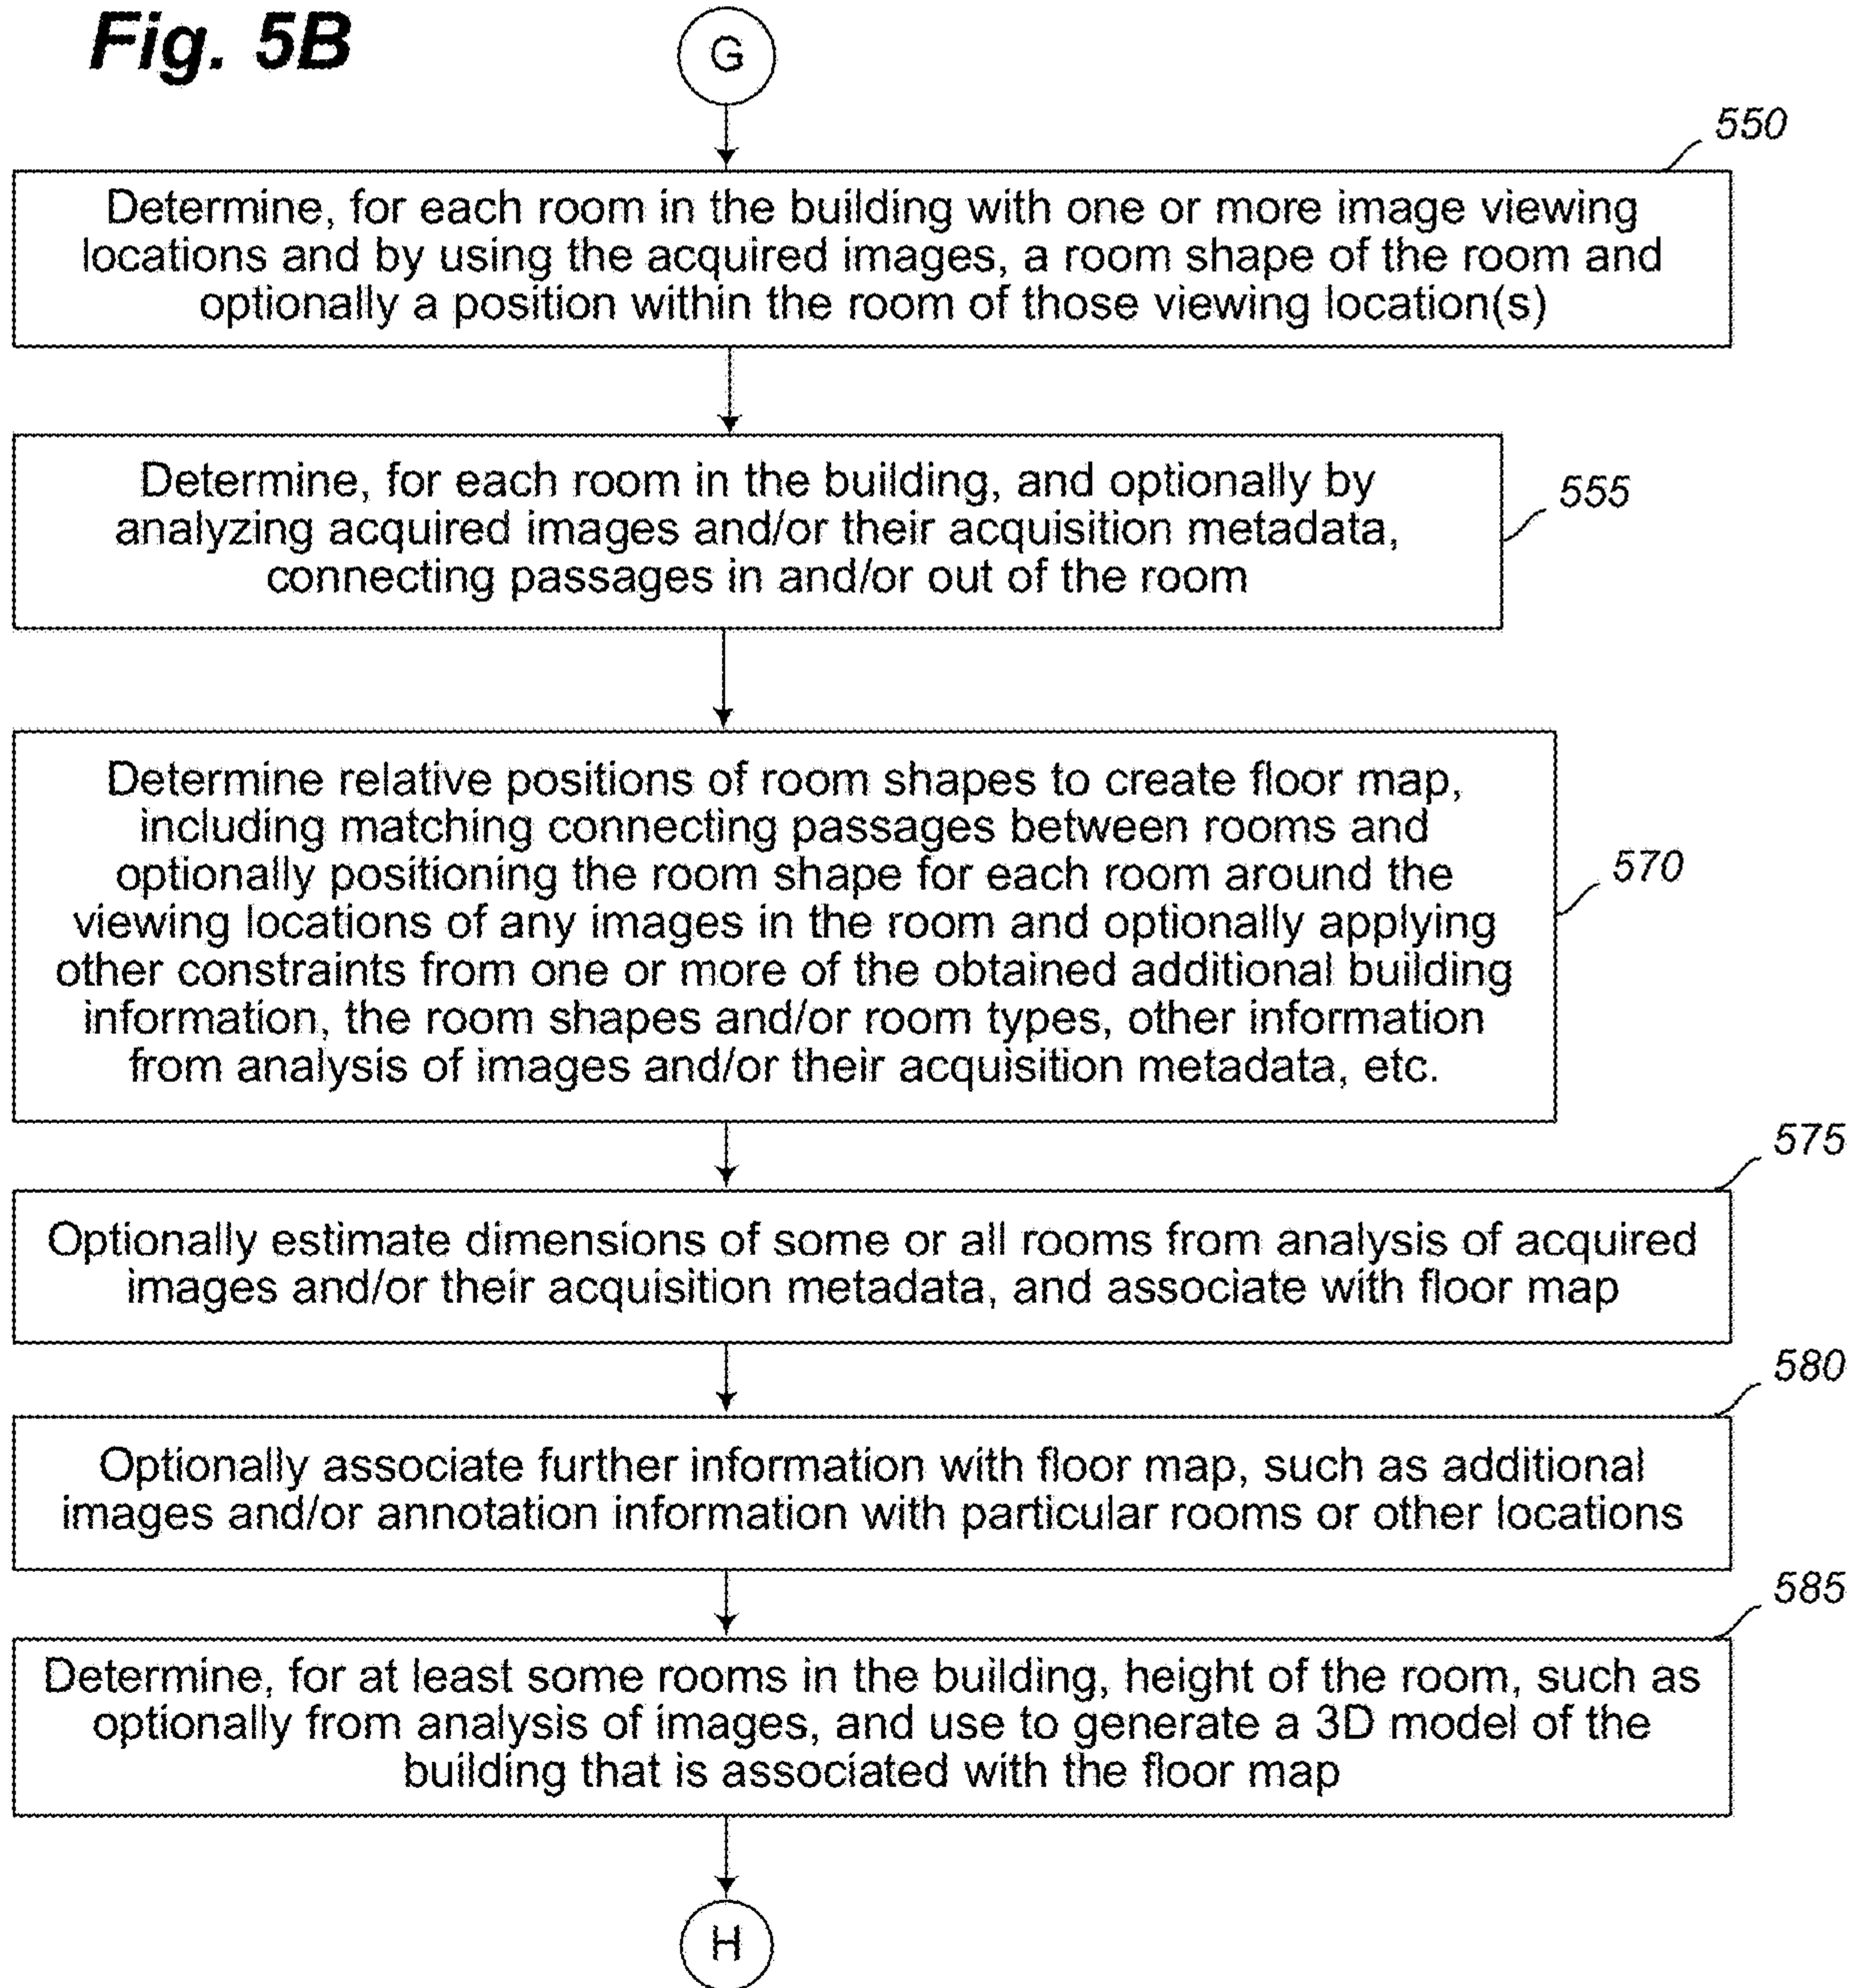 Fig. 5B
G
550
Determine, for each room in the building with one or more image viewing
locations and by using the acquired images, a room shape of the room and
optionally a position within the room of those viewing location(s)
Determine, for each room in the building, and optionally by
analyzing acquired images and/or their acquisition metadata,
connecting passages in and/or out of the room
555
Determine relative positions of room shapes to create floor map,
including matching connecting passages between rooms and
optionally positioning the room shape for each room around the
viewing locations of any images in the room and optionally applying
other constraints from one or more of the obtained additional building
information, the room shapes and/or room types, other information
from analysis of images and/or their acquisition metadata, etc.
570
575
Optionally estimate dimensions of some or all rooms from analysis of acquired
images and/or their acquisition metadata, and associate with floor map
580
Optionally associate further information with floor map, such as additional
images and/or annotation information with particular rooms or other locations
585
Determine, for at least some rooms in the building, height of the room, such as
optionally from analysis of images, and use to generate a 3D model of the
building that is associated with the floor map
H